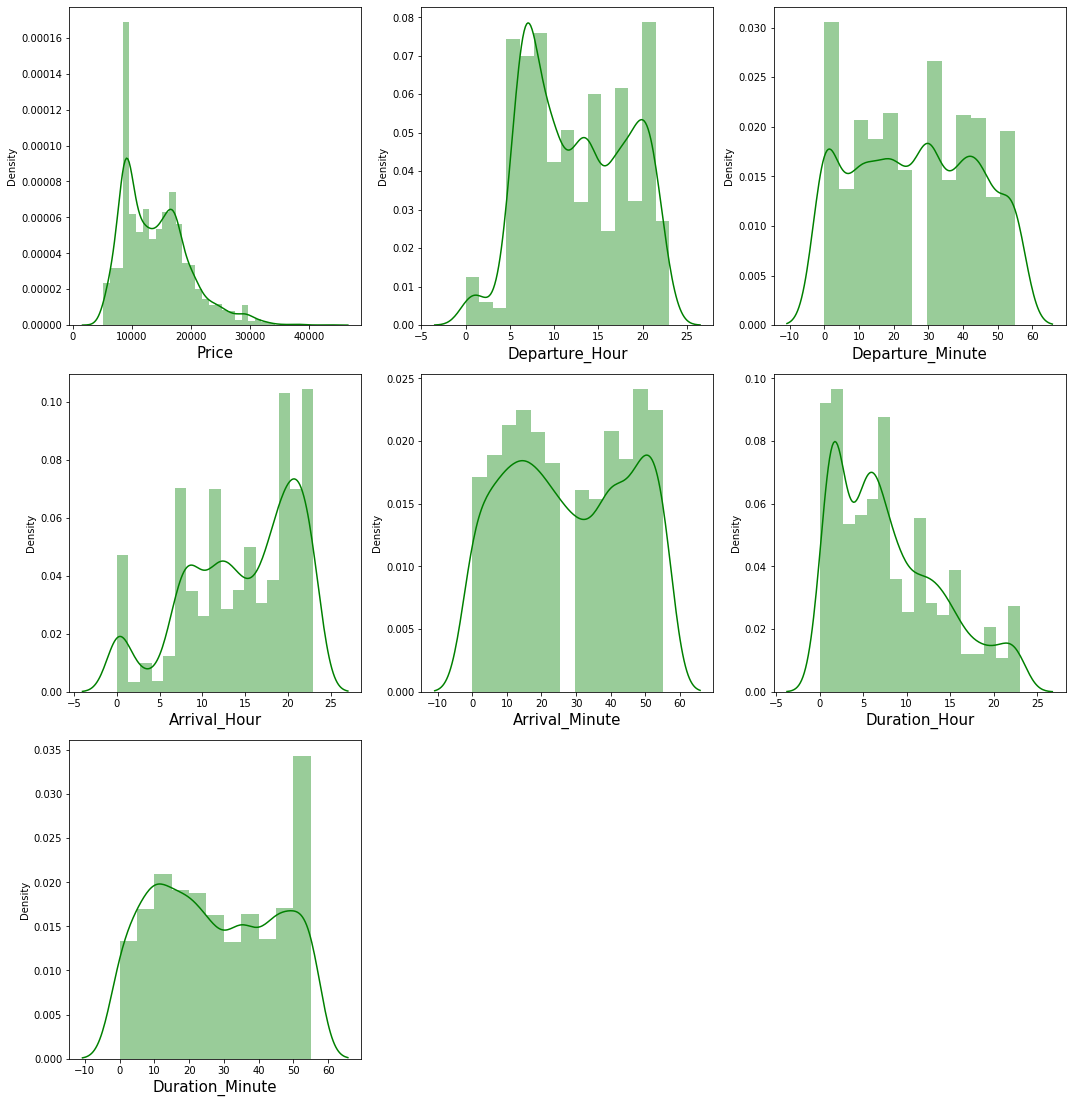 0.00016
0.00014
0.00012
0.00010
0.00008
0.00006
0.00004
0.00002
0.00000
Density
0 10000 20000 30000 40000
Price
0.08
0.07
0.06
0.05
0.04
0.03
0.02
0.01
0.00
Density
−5 0 5 10 15 20 25
Departure_Hour
0.030
0.025
0.020
0.015
0.010
0.005
0.000
Density
−10 0 10 20 30 40 50 60
Departure_Minute
0.10
0.08
0.06
0.04
0.02
0.00
Density
−5 0 5 10 15 20 25
Arrival_Hour
0.025
0.020
0.015
0.010
0.005
0.000
Density
−10 0 10 20 30 40 50 60
Arrival_Minute
0.10
0.08
0.06
0.04
0.02
0.00
Density
−5 0 5 10 15 20 25
Duration_Hour
0.035
0.030
0.025
0.020
0.015
0.010
0.005
0.000
Density
−10 0 10 20 30 40 50 60
Duration_Minute